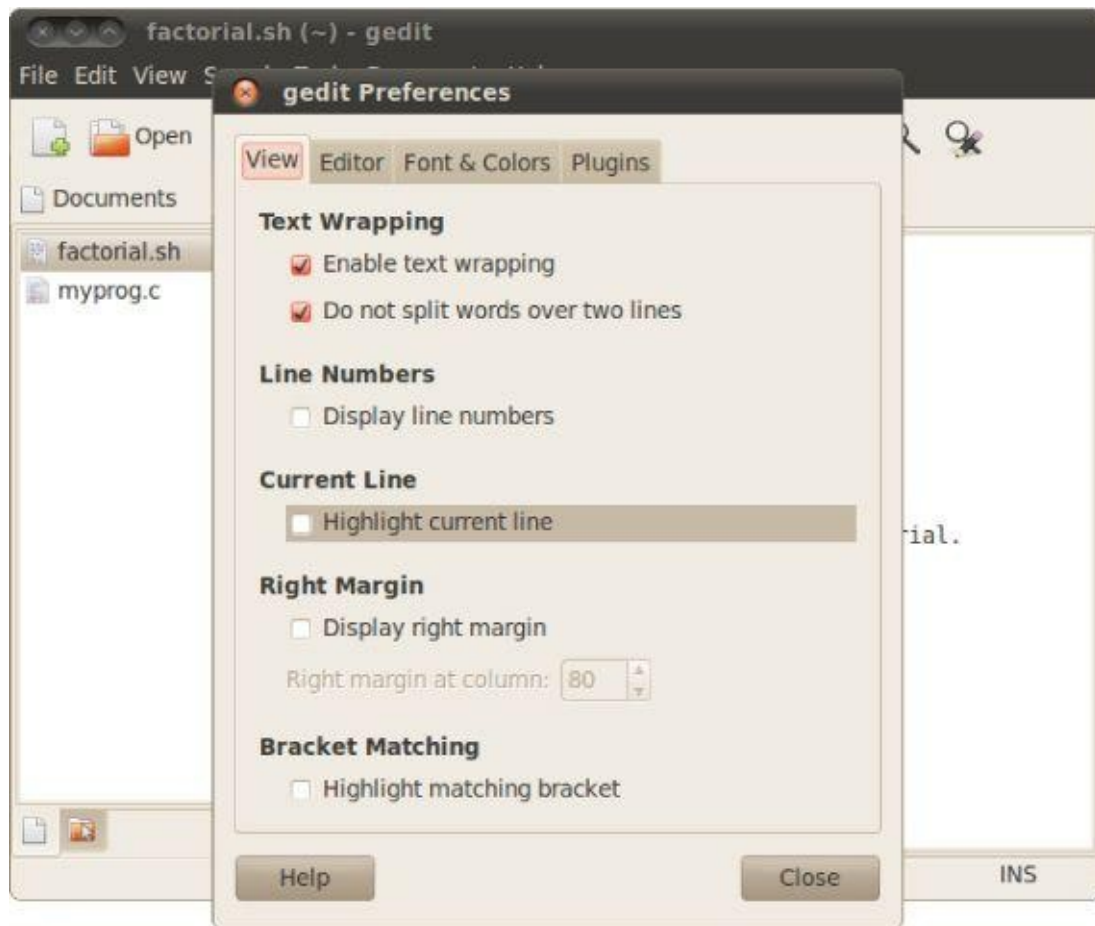 factorial.sh (~) - gedit
File Edit View
gedit Preferences
Open
View Editor Font & Colors Plugins
Documents
Text Wrapping
factorial.sh
Enable text wrapping
myprog.c
Do not split words over two lines
Line Numbers
Display line numbers
Current Line
Highlight current line
rial.
Right Margin
Display right margin
Right margin at column: 80
Bracket Matching
Highlight matching bracket
Help Close
INS